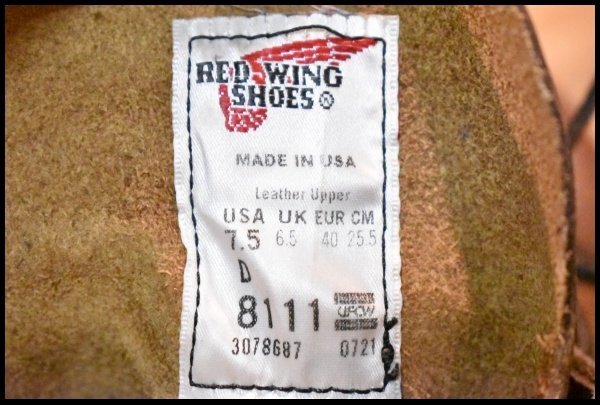 RED WING
SHOES ®
MADE IN USA
Leather Upper
USA UK EUR CM
7.5 6.5 40 25.5
D
8111 UFCW
3078687 0721